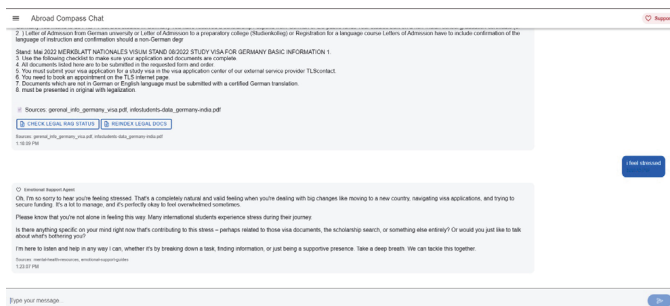 Abroad Compass Chat
Support
2. ) Letter of Admission from German university or Letter of Admission to a preparatory college (Studienkolleg) or Registration for a language course Letters of Admission have to include confirmation of the
language of instruction and confirmation should a non-German degr
Stand: Mai 2022 MERKBLATT NATIONALES VISUM STAND 08/2022 STUDY VISA FOR GERMANY BASIC INFORMATION 1.
3. Use the following checklist to make sure your application and documents are complete
4. All documents listed here are to be submitted in the requested form and order.
5. You must submit your visa application for a study visa in the visa application center of our external service provider TLScontact.
6. You need to book an appointment on the TLS internet page.
7. Documents which are not in German or English language must be submitted with a certified German translation.
8. must be presented in original with legalization.
Sources: gerenal_info_germany_visa.pdf, infostudents-data_germany-india.pdf
CHECK LEGAL RAG STATUS
REINDEX LEGAL DOCS
Sources: gerenal_info_germany_visa.pdf, infostudents-data_germany-india.pdf
1:18:09 PM
i feel stressed
Emotional Support Agent
Oh, I'm so sorry to hear you're feeling stressed. That's a completely natural and valid feeling when you're dealing with big changes like moving to a new country, navigating visa applications, and trying to
secure funding. It's a lot to manage, and it's perfectly okay to feel overwhelmed sometimes.
Please know that you're not alone in feeling this way. Many international students experience stress during their journey.
Is there anything specific on your mind right now that's contributing to this stress – perhaps related to those visa documents, the scholarship search, or something else entirely? Or would you just like to talk
about what's bothering you?
I'm here to listen and help in any way I can, whether it's by breaking down a task, finding information, or just being a supportive presence. Take a deep breath. We can tackle this together.
Sources: mental-health-resources, emotional-support-guides
1:23:07 PM
Type your message...